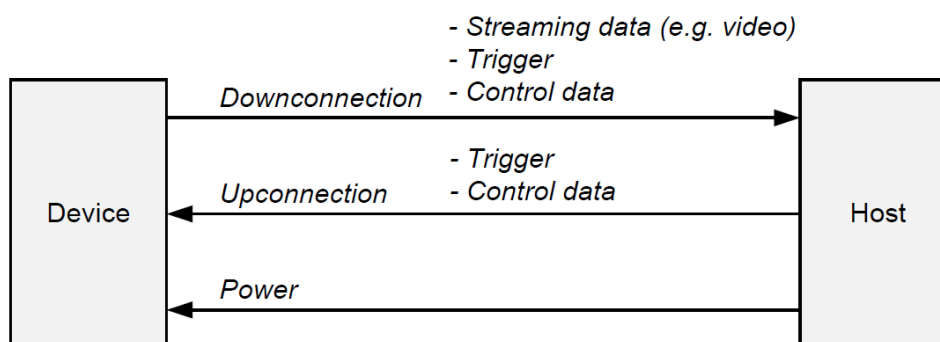 - Streaming data (e.g. video)
- Trigger
- Control data
Downconnection
- Trigger
- Control data
Upconnection
Device
Host
Power